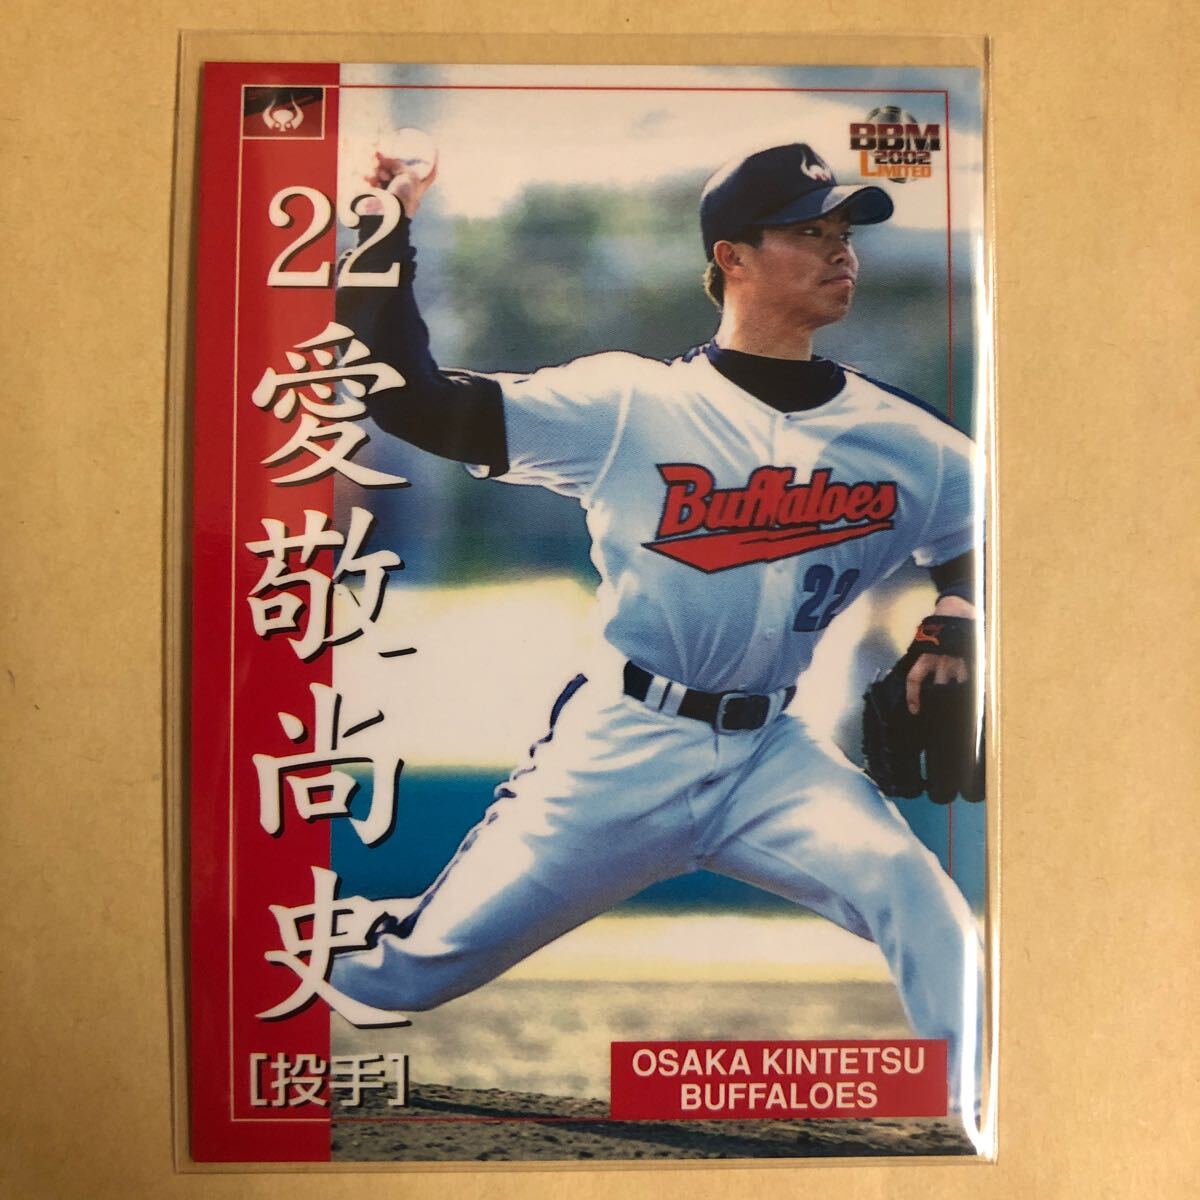 BBM
2002
LIMITED
22
愛敬尚史
[投手]
Buffaloes
22
OSAKA KINTETSU
BUFFALOES